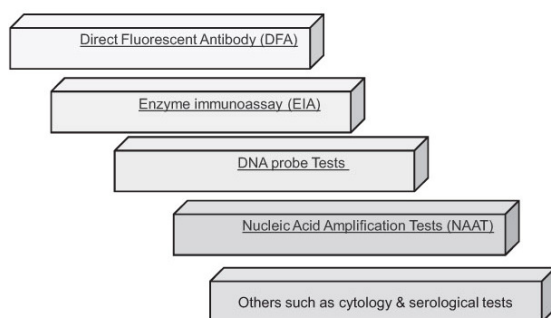 Direct Fluorescent Antibody (DFA)
Enzyme immunoassay (EIA)
DNA probe Tests
Nucleic Acid Amplification Tests (NAAT)
Others such as cytology & serological tests